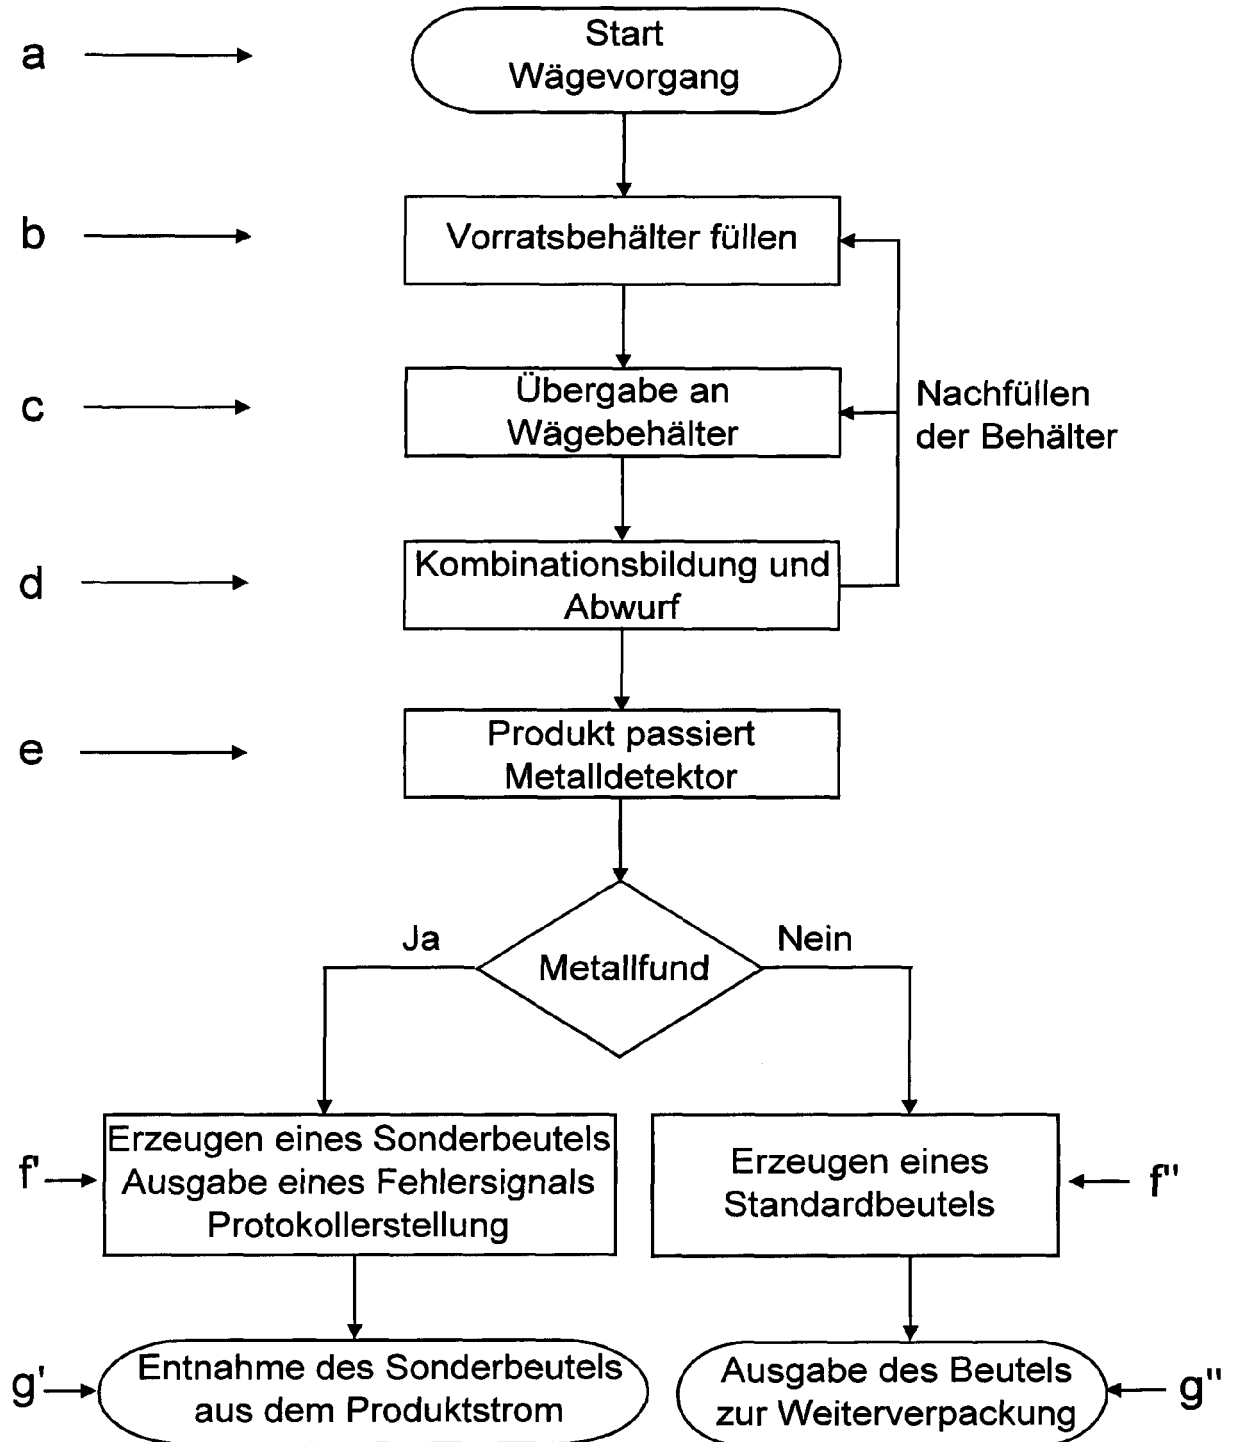 a
Start
Wägevorgang
b
Vorratsbehälter füllen
c
Übergabe an
Wägebehälter
Nachfüllen
der Behälter
d
Kombinationsbildung und
Abwurf
e
Produkt passiert
Metalldetektor
Ja
Nein
Metallfund
f'
Erzeugen eines Sonderbeutels
Ausgabe eines Fehlersignals
Protokollerstellung
Erzeugen eines
Standardbeutels
f''
g'
Entnahme des Sonderbeutels
aus dem Produktstrom
Ausgabe des Beutels
zur Weiterverpackung
g''